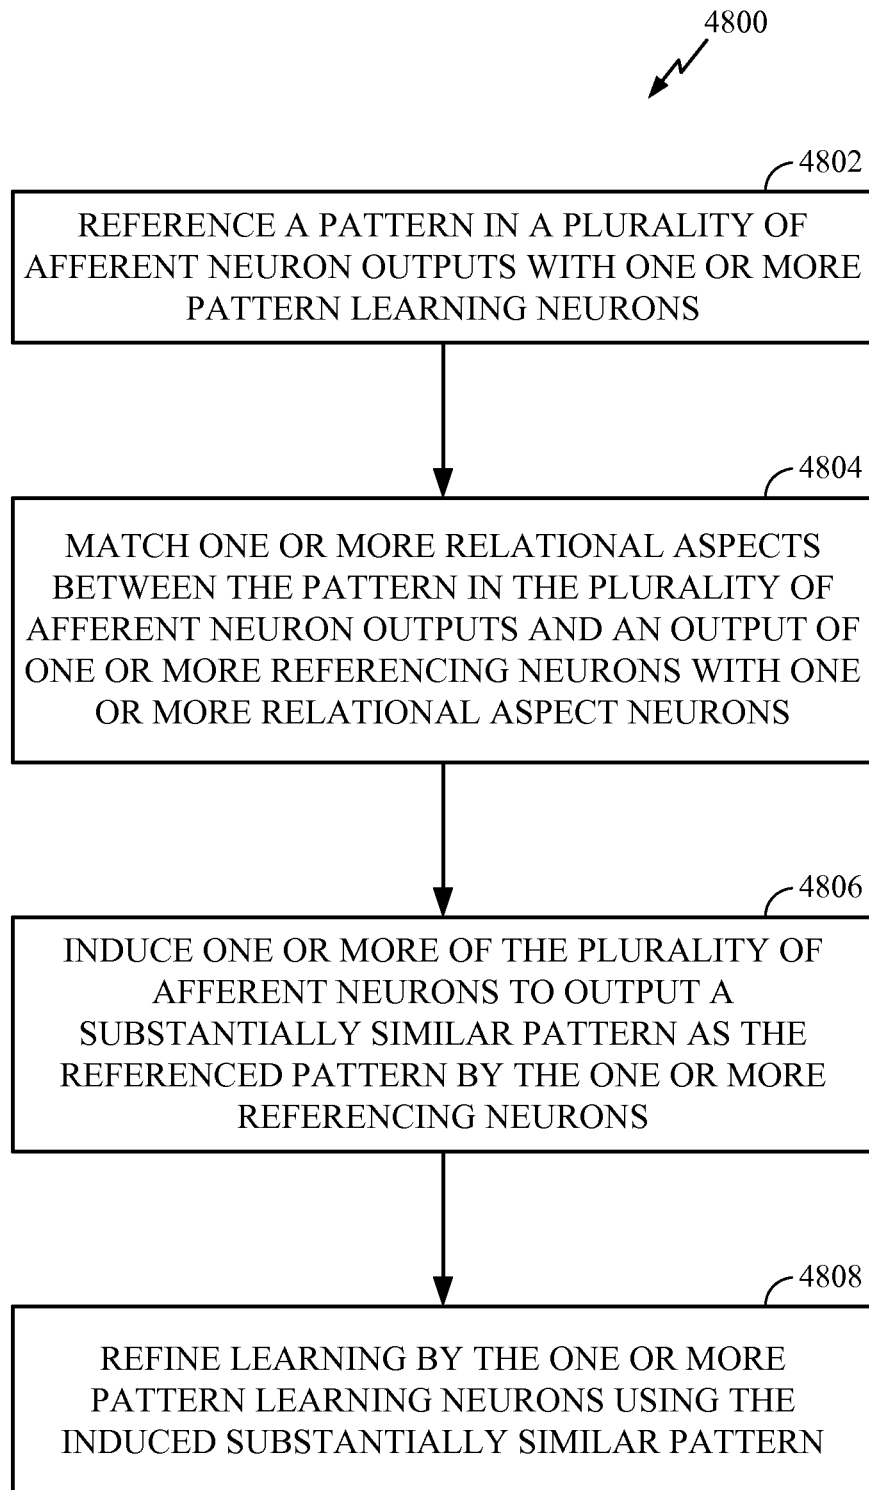 4800
4802
REFERENCE A PATTERN IN A PLURALITY OF
AFFERENT NEURON OUTPUTS WITH ONE OR MORE
PATTERN LEARNING NEURONS
4804
MATCH ONE OR MORE RELATIONAL ASPECTS
BETWEEN THE PATTERN IN THE PLURALITY OF
AFFERENT NEURON OUTPUTS AND AN OUTPUT OF
ONE OR MORE REFERENCING NEURONS WITH ONE
OR MORE RELATIONAL ASPECT NEURONS
4806
INDUCE ONE OR MORE OF THE PLURALITY OF
AFFERENT NEURONS TO OUTPUT A
SUBSTANTIALLY SIMILAR PATTERN AS THE
REFERENCED PATTERN BY THE ONE OR MORE
REFERENCING NEURONS
4808
REFINE LEARNING BY THE ONE OR MORE
PATTERN LEARNING NEURONS USING THE
INDUCED SUBSTANTIALLY SIMILAR PATTERN